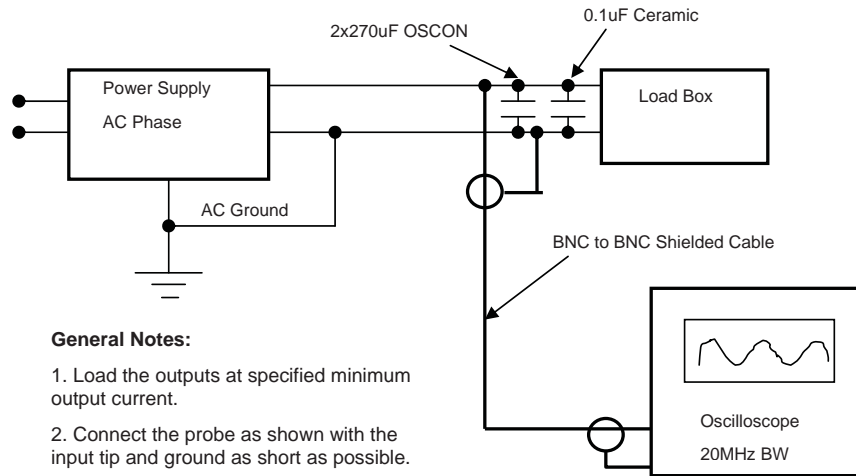 2x270uF OSCON
0.1uF Ceramic
Power Supply
AC Phase
Load Box
AC Ground
BNC to BNC Shielded Cable
General Notes:
1. Load the outputs at specified minimum
output current.
2. Connect the probe as shown with the
input tip and ground as short as possible.
Oscilloscope
20MHz BW